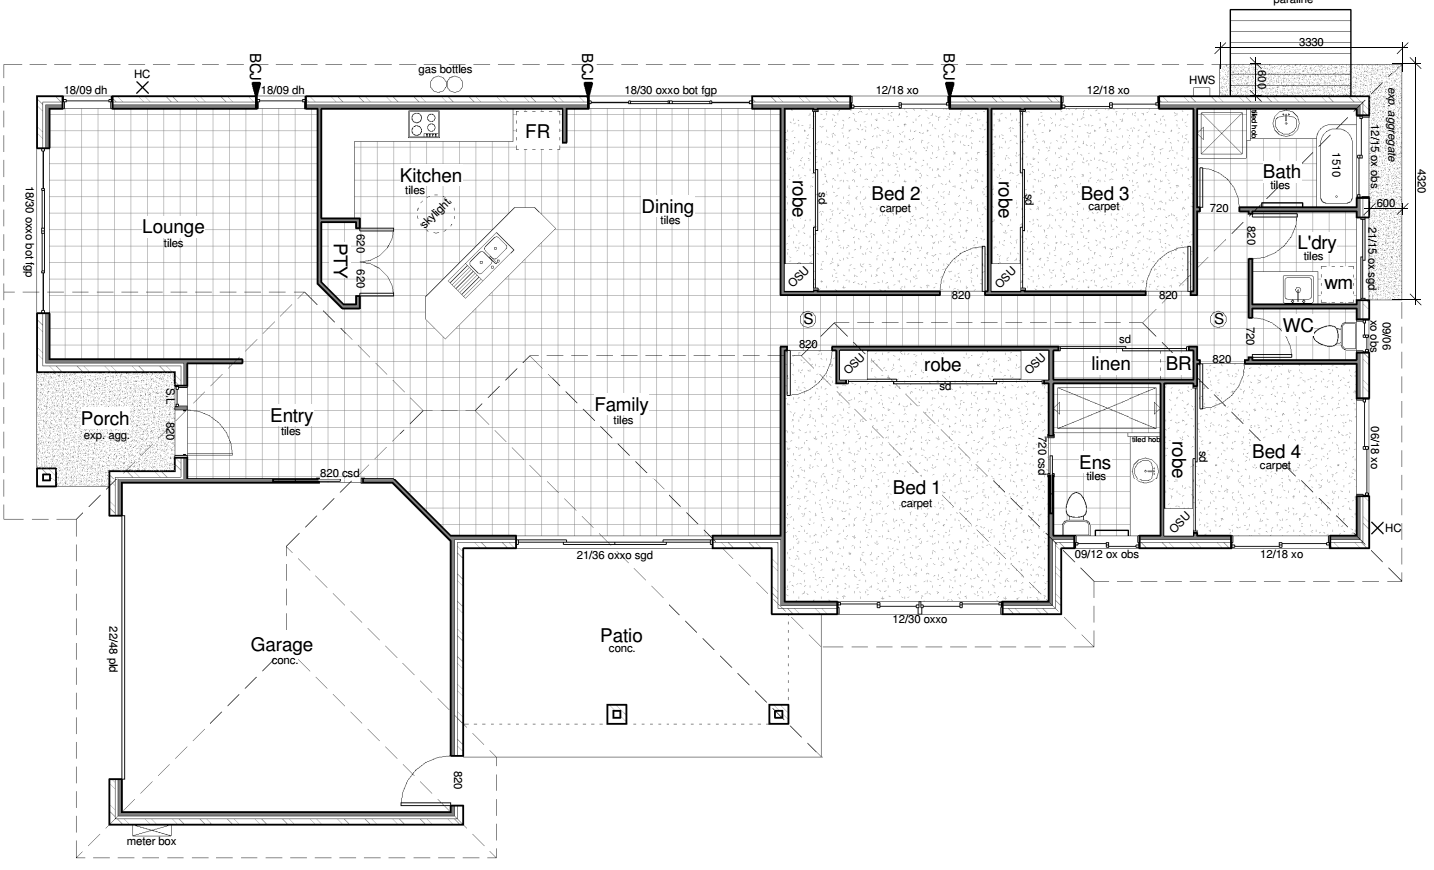 paraline
3330
600
HC
BCJ
BCJ
BCJ
gas bottles
HWS
18/09 dh
18/09 dh
18/30 oxxo bot fgp
12/18 xo
12/18 xo
exp. aggregate
12/15 ox obs
4320
FR
tiled hob
1510
Kitchen
tiles
skylight
Bath
tiles
18/30 oxxo bot fgp
Lounge
tiles
Dining
tiles
robe
sd
Bed 2
carpet
robe
sd
Bed 3
carpet
720
600
PTY
620
620
OSU
OSU
820
L'dry
tiles
wm
21/15 ox sgd
820
820
S
S
820
720
WC
09/06
xo obs
sd
820
OSU
robe
OSU
linen
BR
sd
Porch
exp. agg.
S.L
820
Entry
tiles
Family
tiles
tiled hob
720 csd
Ens
tiles
robe
sd
Bed 4
carpet
06/18 xo
820 csd
Bed 1
carpet
OSU
HC
21/36 oxxo sgd
09/12 ox obs
12/18 xo
12/30 oxxo
22/48 pld
Garage
conc.
Patio
conc.
820
meter box